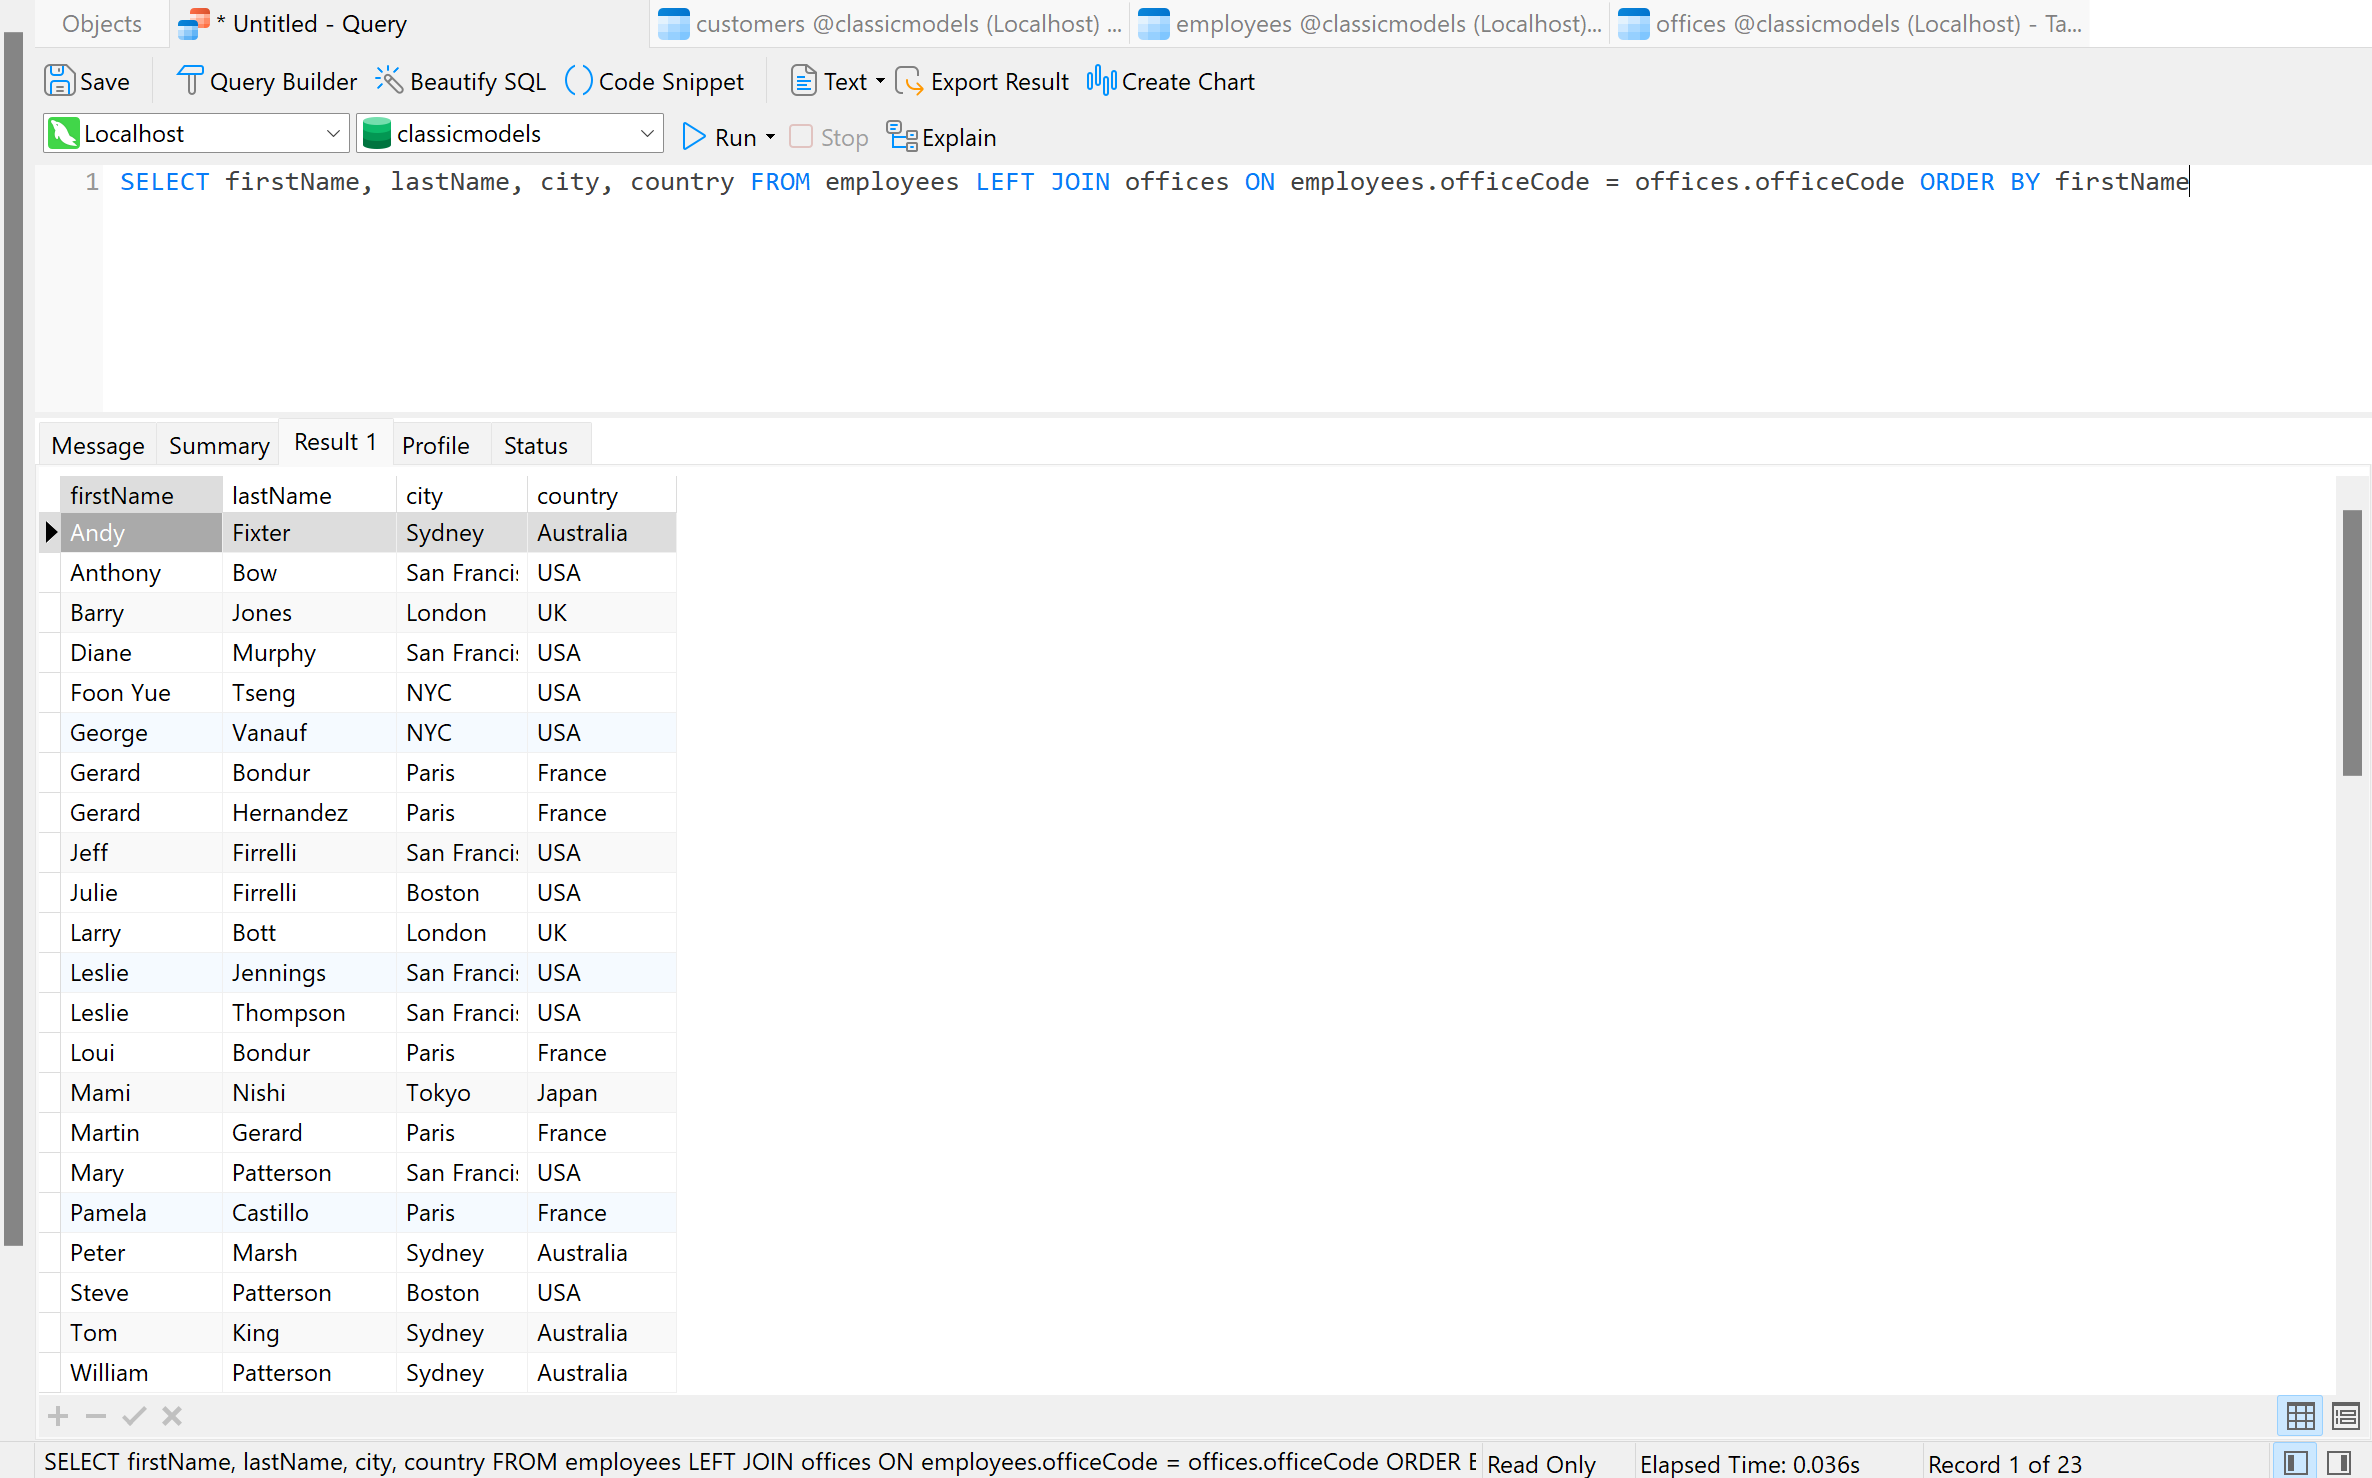 Objects * Untitled - Query customers @classicmodels (Localhost) ... employees @classicmodels (Localhost)... offices @classicmodels (Localhost) - Ta...
Save Query Builder Beautify SQL Code Snippet Text Export Result Create Chart
Localhost classicmodels Run Stop Explain
1 SELECT firstName, lastName, city, country FROM employees LEFT JOIN offices ON employees.officeCode = offices.officeCode ORDER BY firstName
Message Summary Result 1 Profile Status
firstName lastName city country
Andy Fixter Sydney Australia
Anthony Bow San Francis USA
Barry Jones London UK
Diane Murphy San Francis USA
Foon Yue Tseng NYC USA
George Vanauf NYC USA
Gerard Bondur Paris France
Gerard Hernandez Paris France
Jeff Firrelli San Francis USA
Julie Firrelli Boston USA
Larry Bott London UK
Leslie Jennings San Francis USA
Leslie Thompson San Francis USA
Loui Bondur Paris France
Mami Nishi Tokyo Japan
Martin Gerard Paris France
Mary Patterson San Francis USA
Pamela Castillo Paris France
Peter Marsh Sydney Australia
Steve Patterson Boston USA
Tom King Sydney Australia
William Patterson Sydney Australia
SELECT firstName, lastName, city, country FROM employees LEFT JOIN offices ON employees.officeCode = offices.officeCode ORDER B Read Only Elapsed Time: 0.036s Record 1 of 23